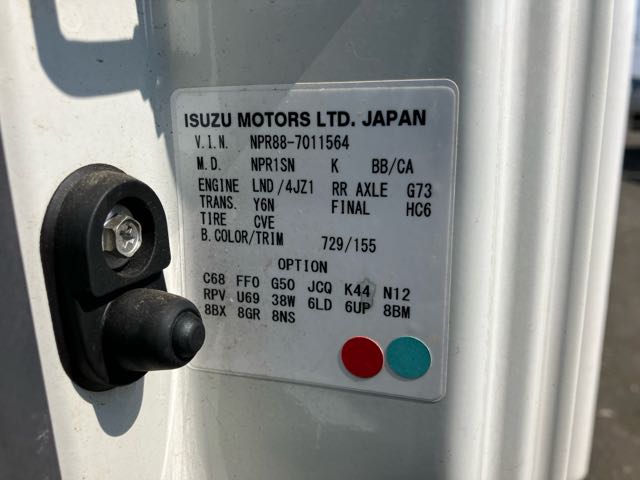 ISUZU MOTORS LTD. JAPAN
V.I.N. NPR88-7011564
M.D. NPR1SN K BB/CA
ENGINE LND/4JZ1 RR AXLE G73
TRANS. Y6N FINAL HC6
TIRE CVE
B.COLOR/TRIM 729/155
OPTION
C68 FF0 G50 JCQ K44 N12
RPV U69 38W 6LD 6UP 8BM
8BX 8GR 8NS